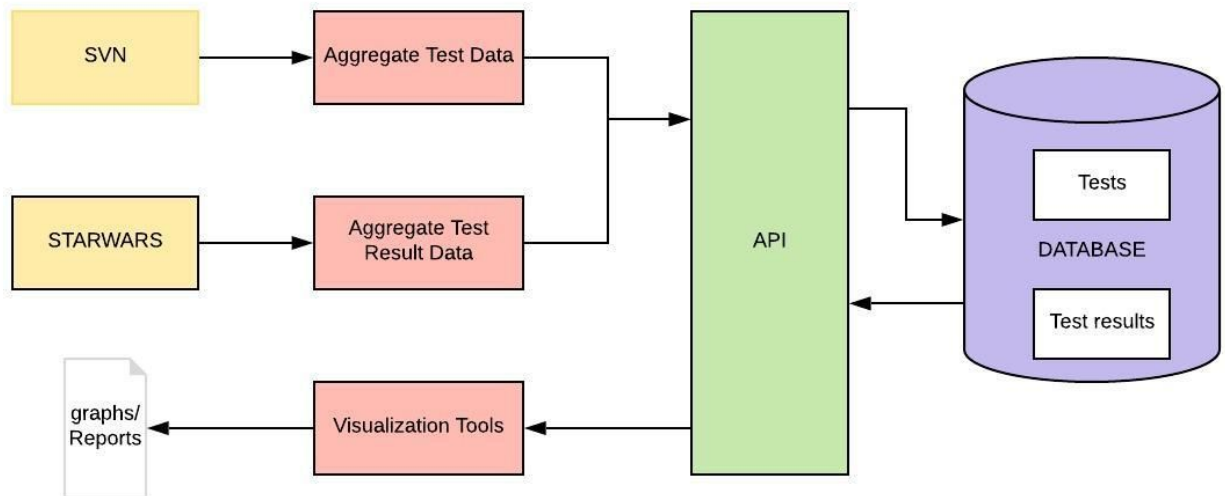 SVN
Aggregate Test Data
STARWARS
Aggregate Test
Result Data
API
Tests
DATABASE
Test results
graphs/
Reports
Visualization Tools